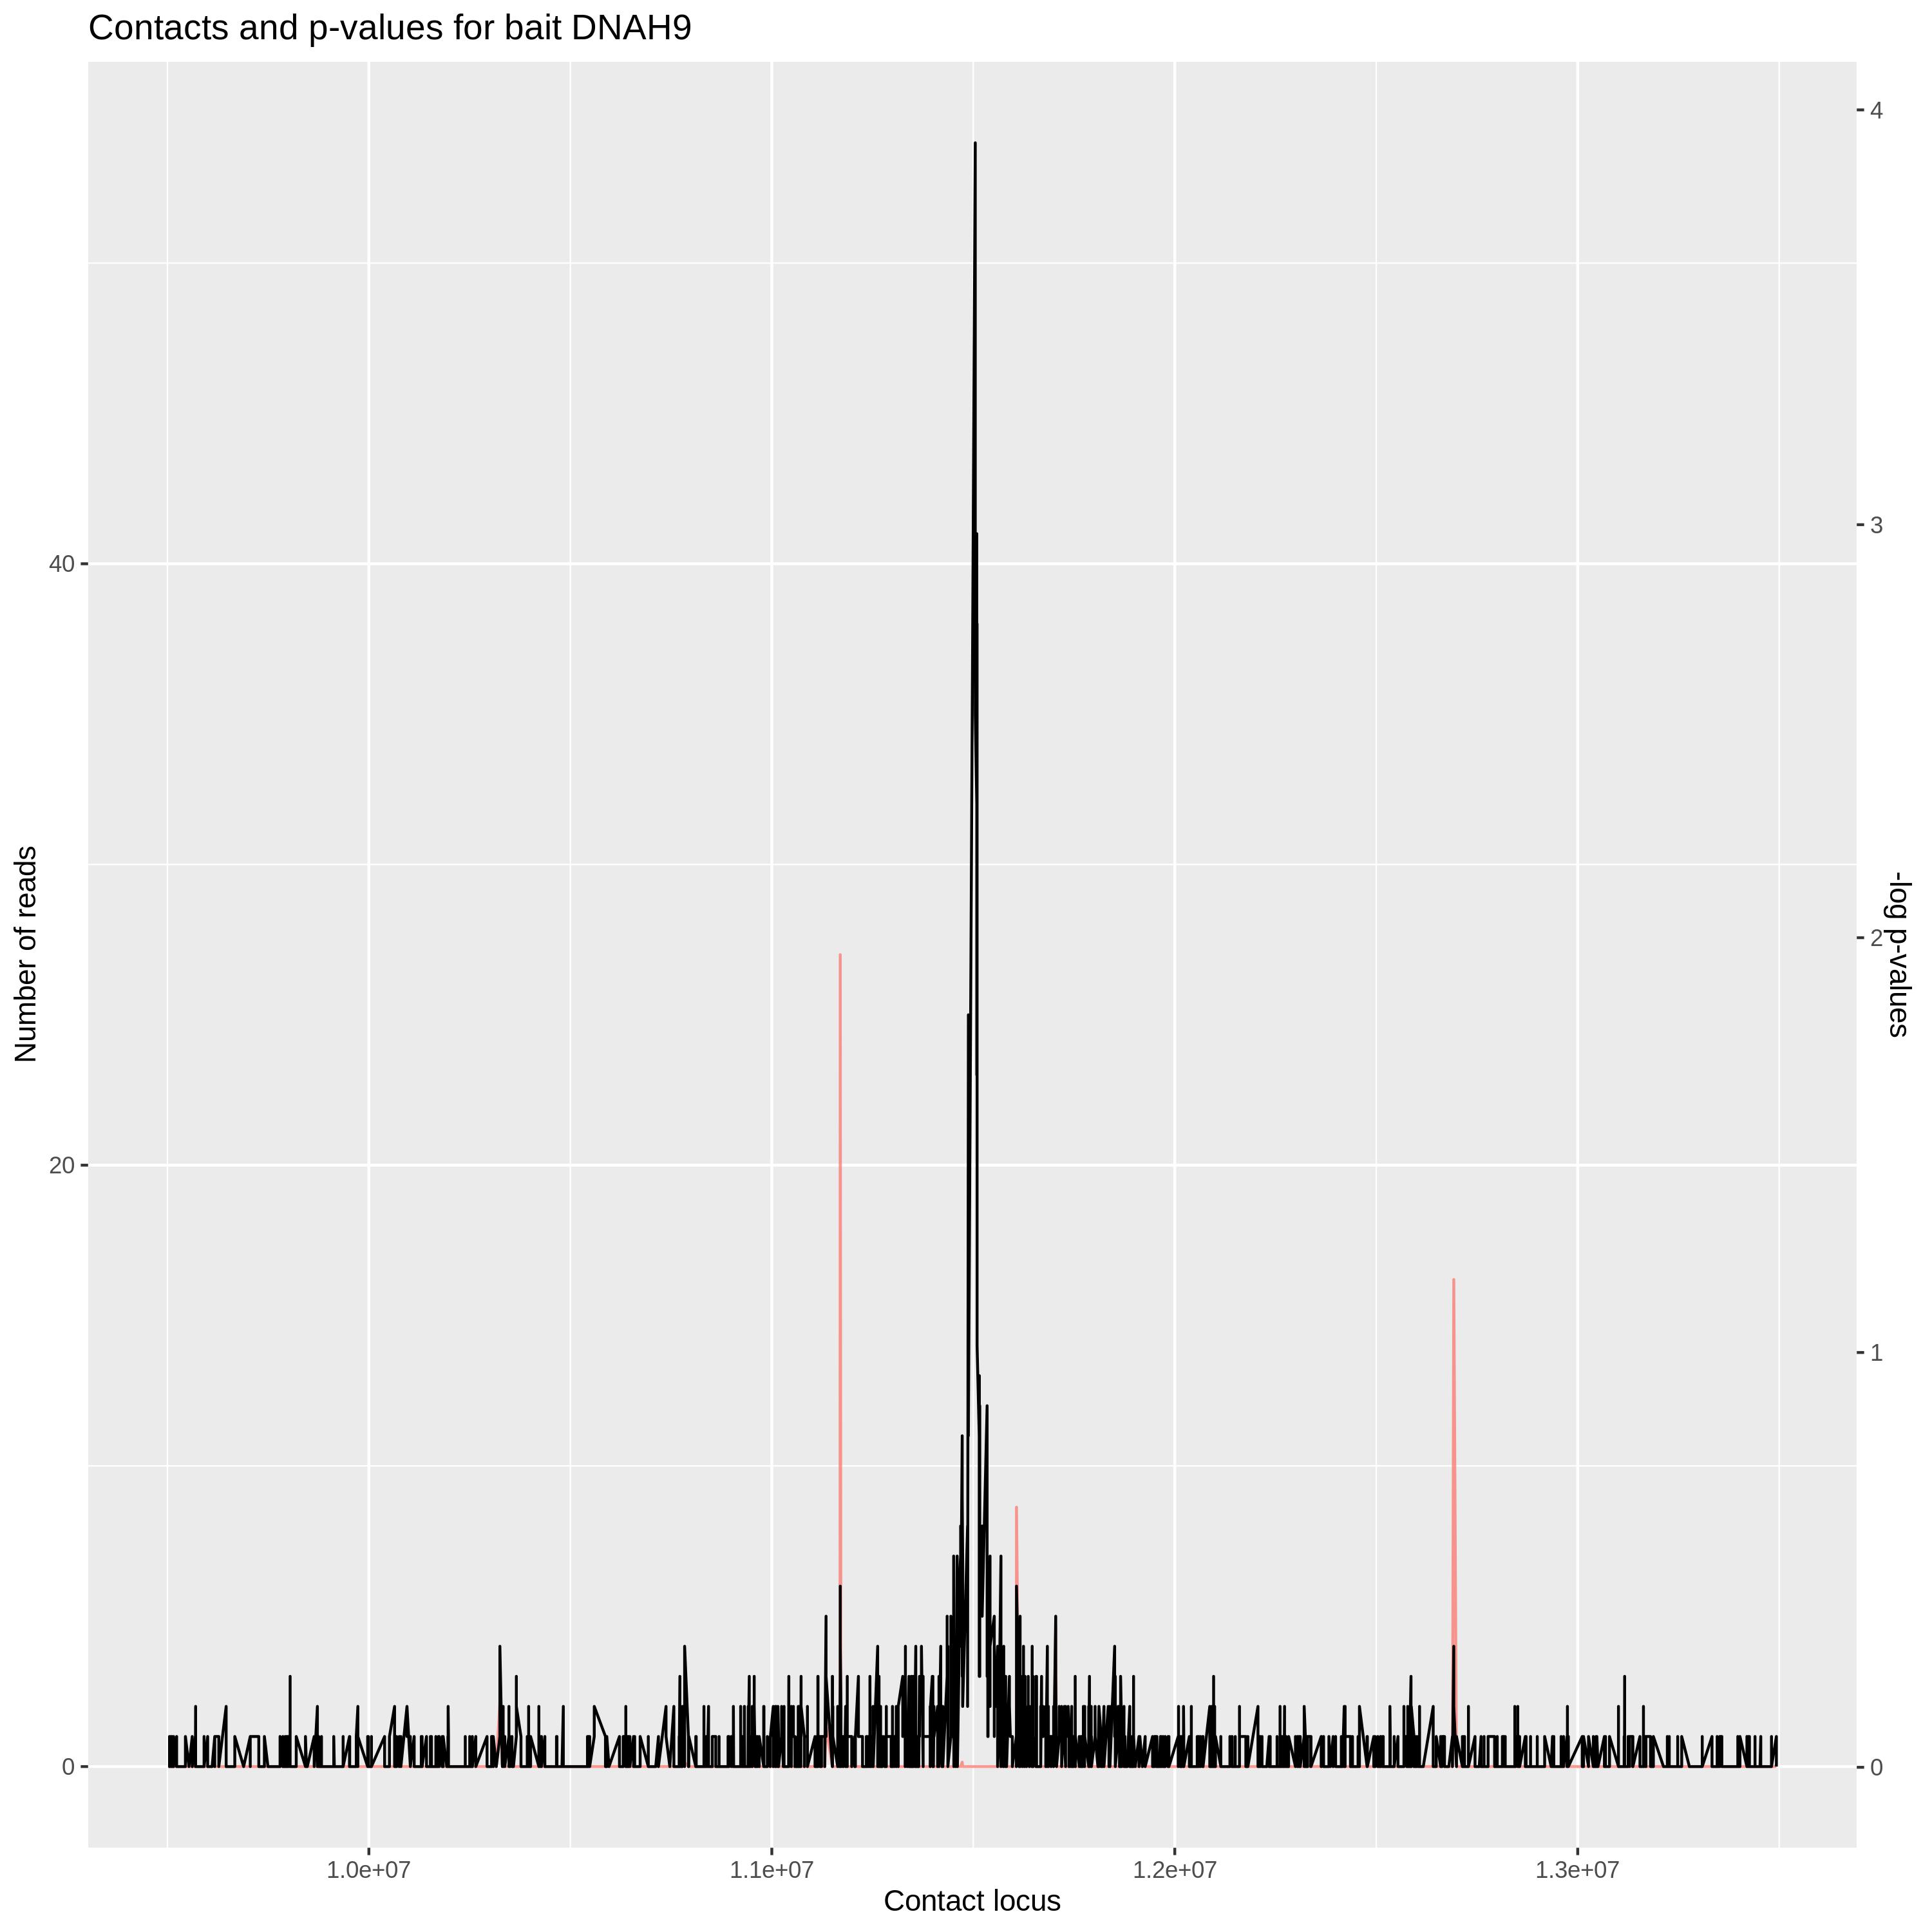 Contacts and p-values for bait DNAH9
4
3
40
Number of reads
-log p-values
2
20
1
0
0
1.0e+07
1.1e+07
1.2e+07
1.3e+07
Contact locus